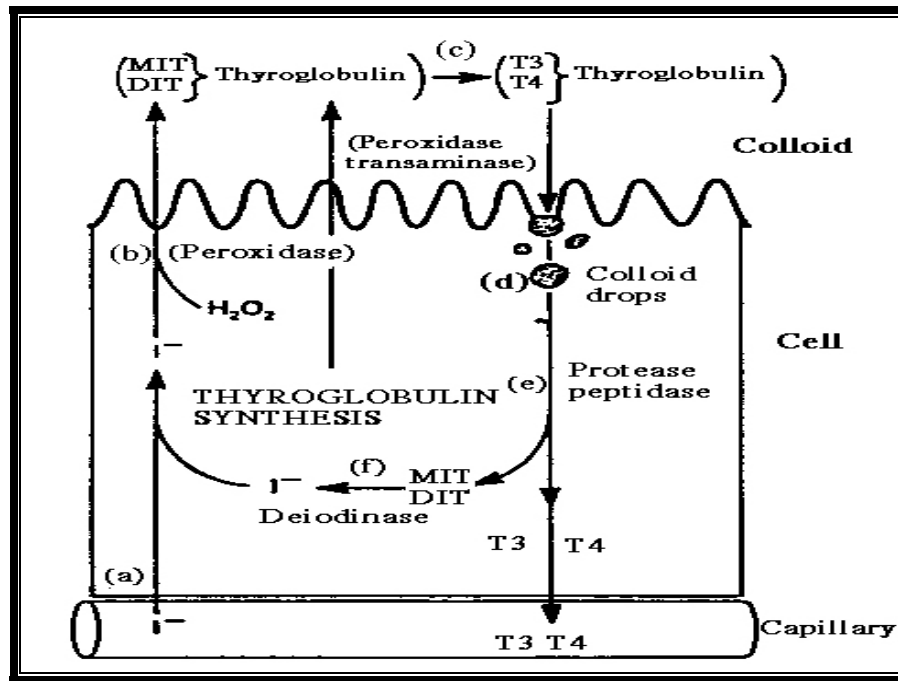 (c)
(MIT DIT} Thyroglobulin) → (T3 T4} Thyroglobulin)
(Peroxidase
transaminase)
Colloid
(b) (Peroxidase)
H₂O₂
(d) Colloid
drops
Cell
I⁻
THYROGLOBULIN
SYNTHESIS
(e) Protease
peptidase
I⁻ (f) MIT
DIT
Deiodinase
T3 T4
(a)
I⁻
T3 T4
Capillary